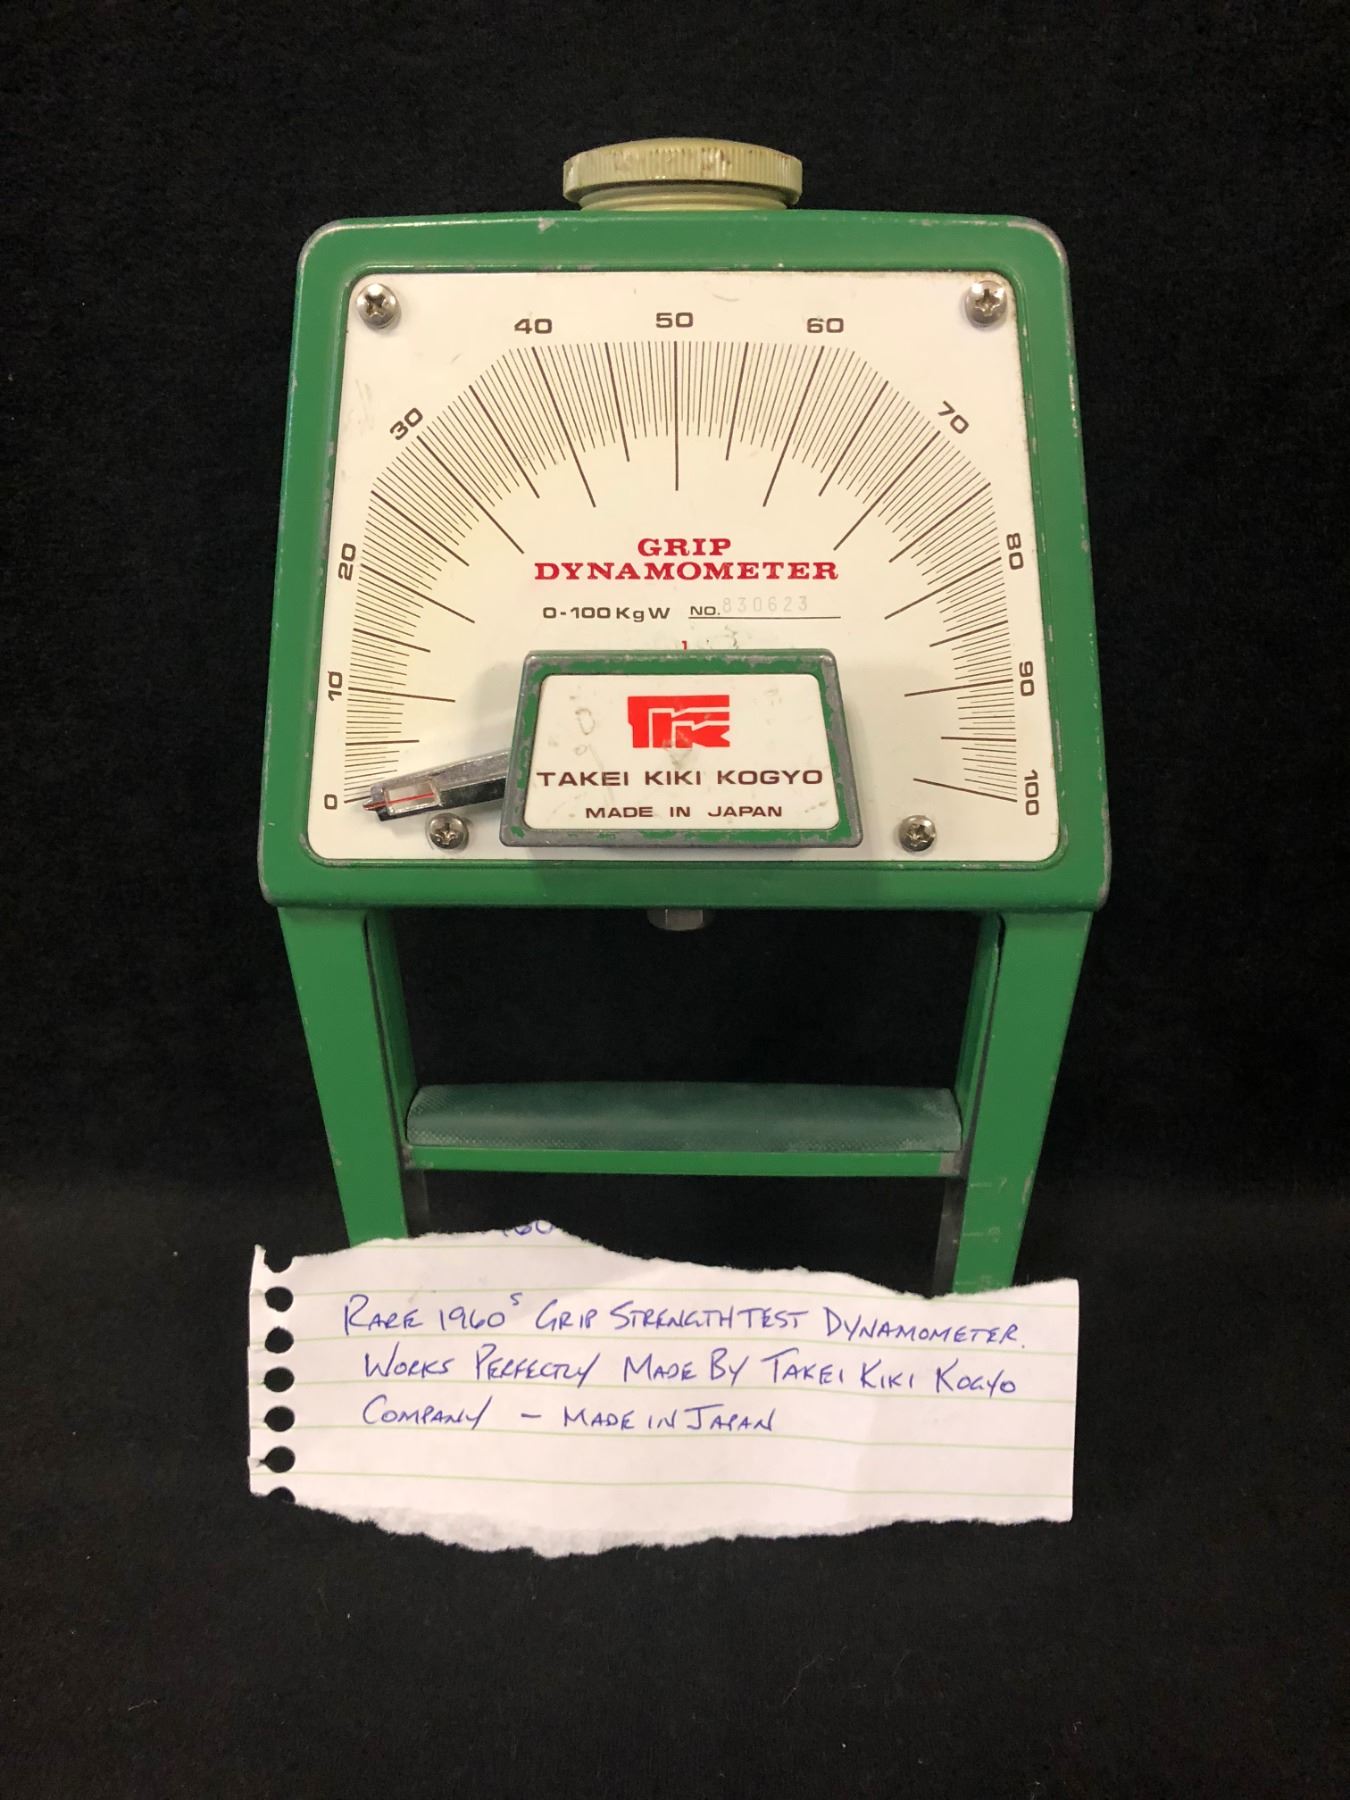 40 50 60
30 70
20 80
10 90
0 100
GRIP
DYNAMOMETER
0-100 KgW NO. 830623
TKK
TAKEI KIKI KOGYO
MADE IN JAPAN
RARE 1960s GRIP STRENGTH TEST DYNAMOMETER.
WORKS PERFECTLY MADE BY TAKEI KIKI KOGYO
COMPANY – MADE IN JAPAN